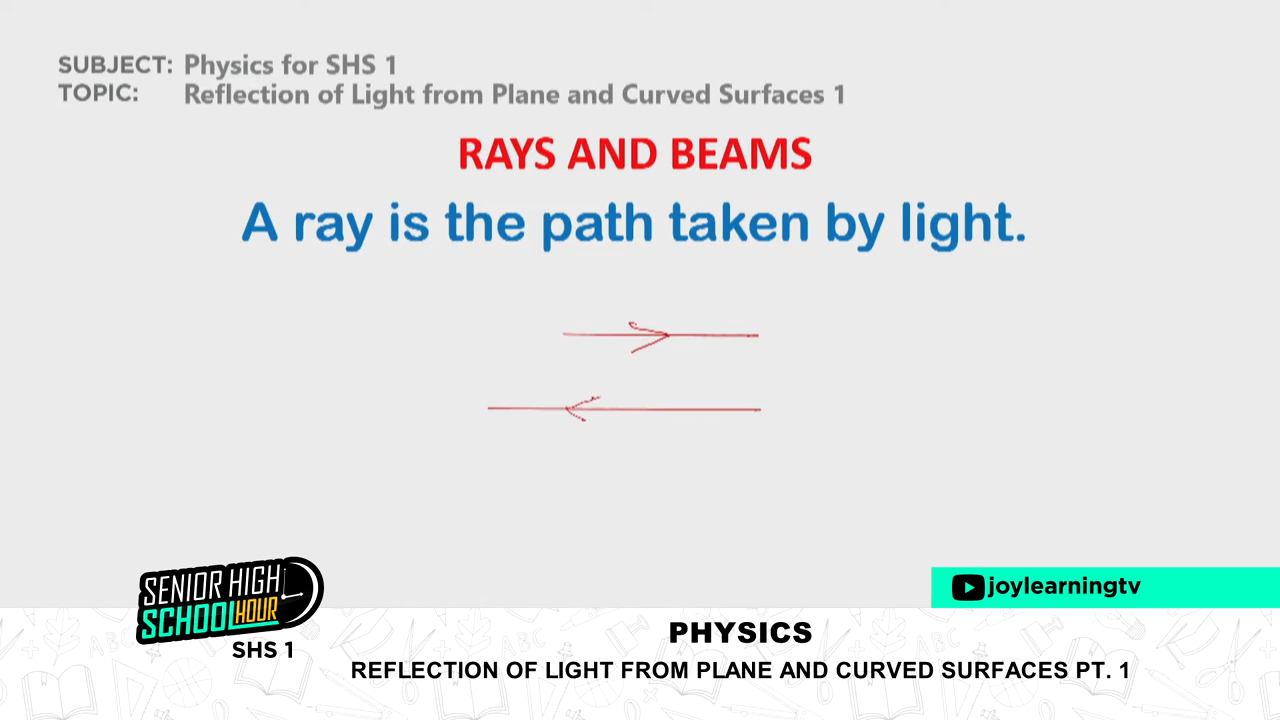 SUBJECT: Physics for SHS 1
TOPIC: Reflection of Light from Plane and Curved Surfaces 1
RAYS AND BEAMS
A ray is the path taken by light.
SENIOR HIGH
SCHOOL HOUR
SHS 1
joylearningtv
PHYSICS
REFLECTION OF LIGHT FROM PLANE AND CURVED SURFACES PT. 1
ABC
ABC